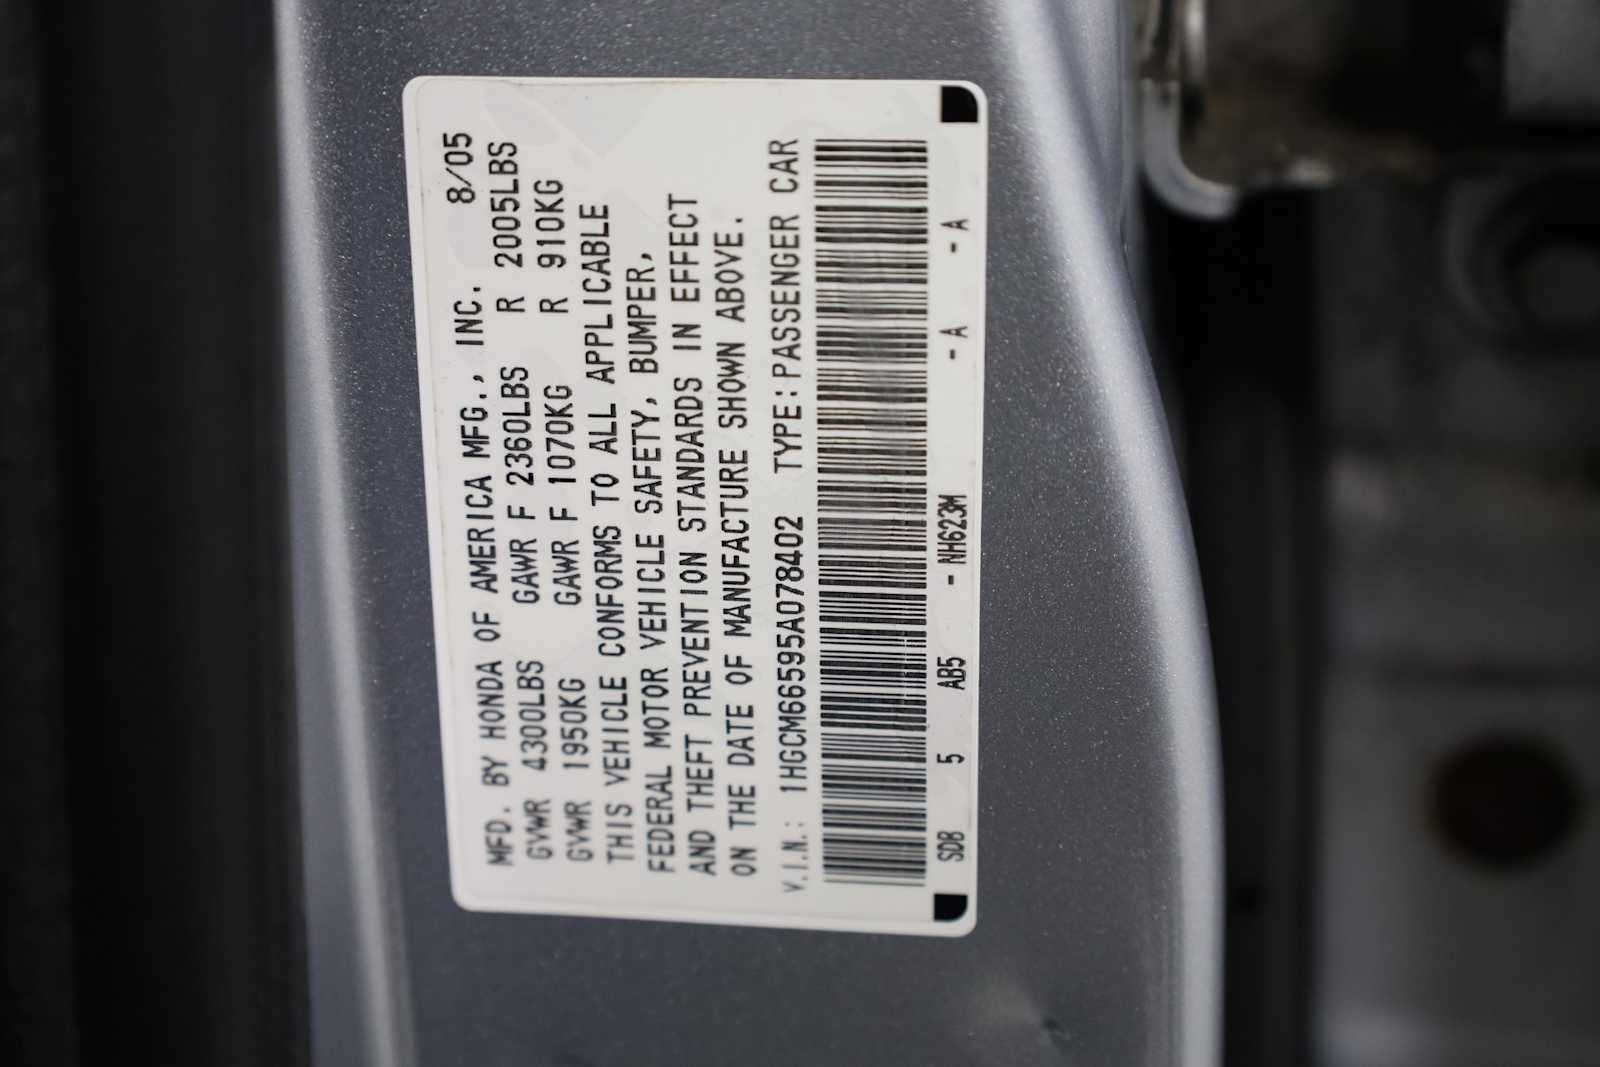 MFD. BY HONDA OF AMERICA MFG., INC. 8/05
GVWR 4300LBS GAWR F 2360LBS R 2005LBS
GVWR 1950KG GAWR F 1070KG R 910KG
THIS VEHICLE CONFORMS TO ALL APPLICABLE
FEDERAL MOTOR VEHICLE SAFETY, BUMPER,
AND THEFT PREVENTION STANDARDS IN EFFECT
ON THE DATE OF MANUFACTURE SHOWN ABOVE.
V.I.N.: 1HGCM66595A078402 TYPE:PASSENGER CAR
SDB 5 AB5 - NH623M - A - A